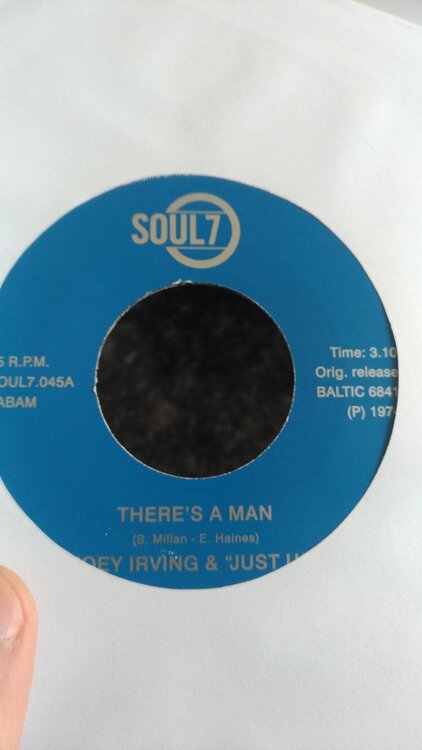 SOUL7
5 R.P.M.
OUL7.045A
ABAM
Time: 3.10
Orig. release
BALTIC 6841
(P) 197
THERE'S A MAN
(B. Millan - E. Haines)
OEY IRVING & "JUST U